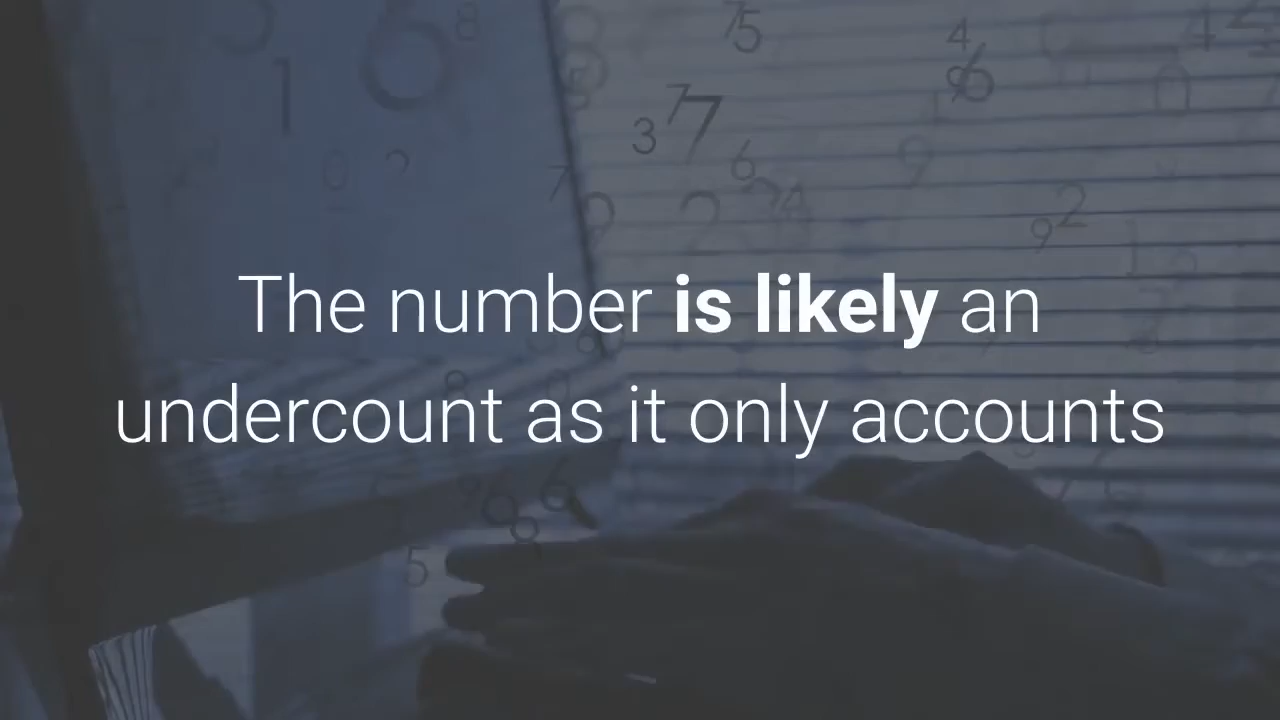 The number is likely an
undercount as it only accounts